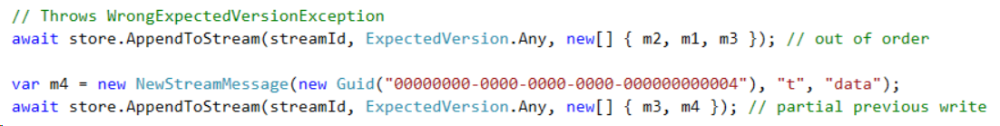 // Throws WrongExpectedVersionException
await store.AppendToStream(streamId, ExpectedVersion.Any, new[] { m2, m1, m3 }); // out of order
var m4 = new NewStreamMessage(new Guid("00000000-0000-0000-0000-000000000004"), "t", "data");
await store.AppendToStream(streamId, ExpectedVersion.Any, new[] { m3, m4 }); // partial previous write